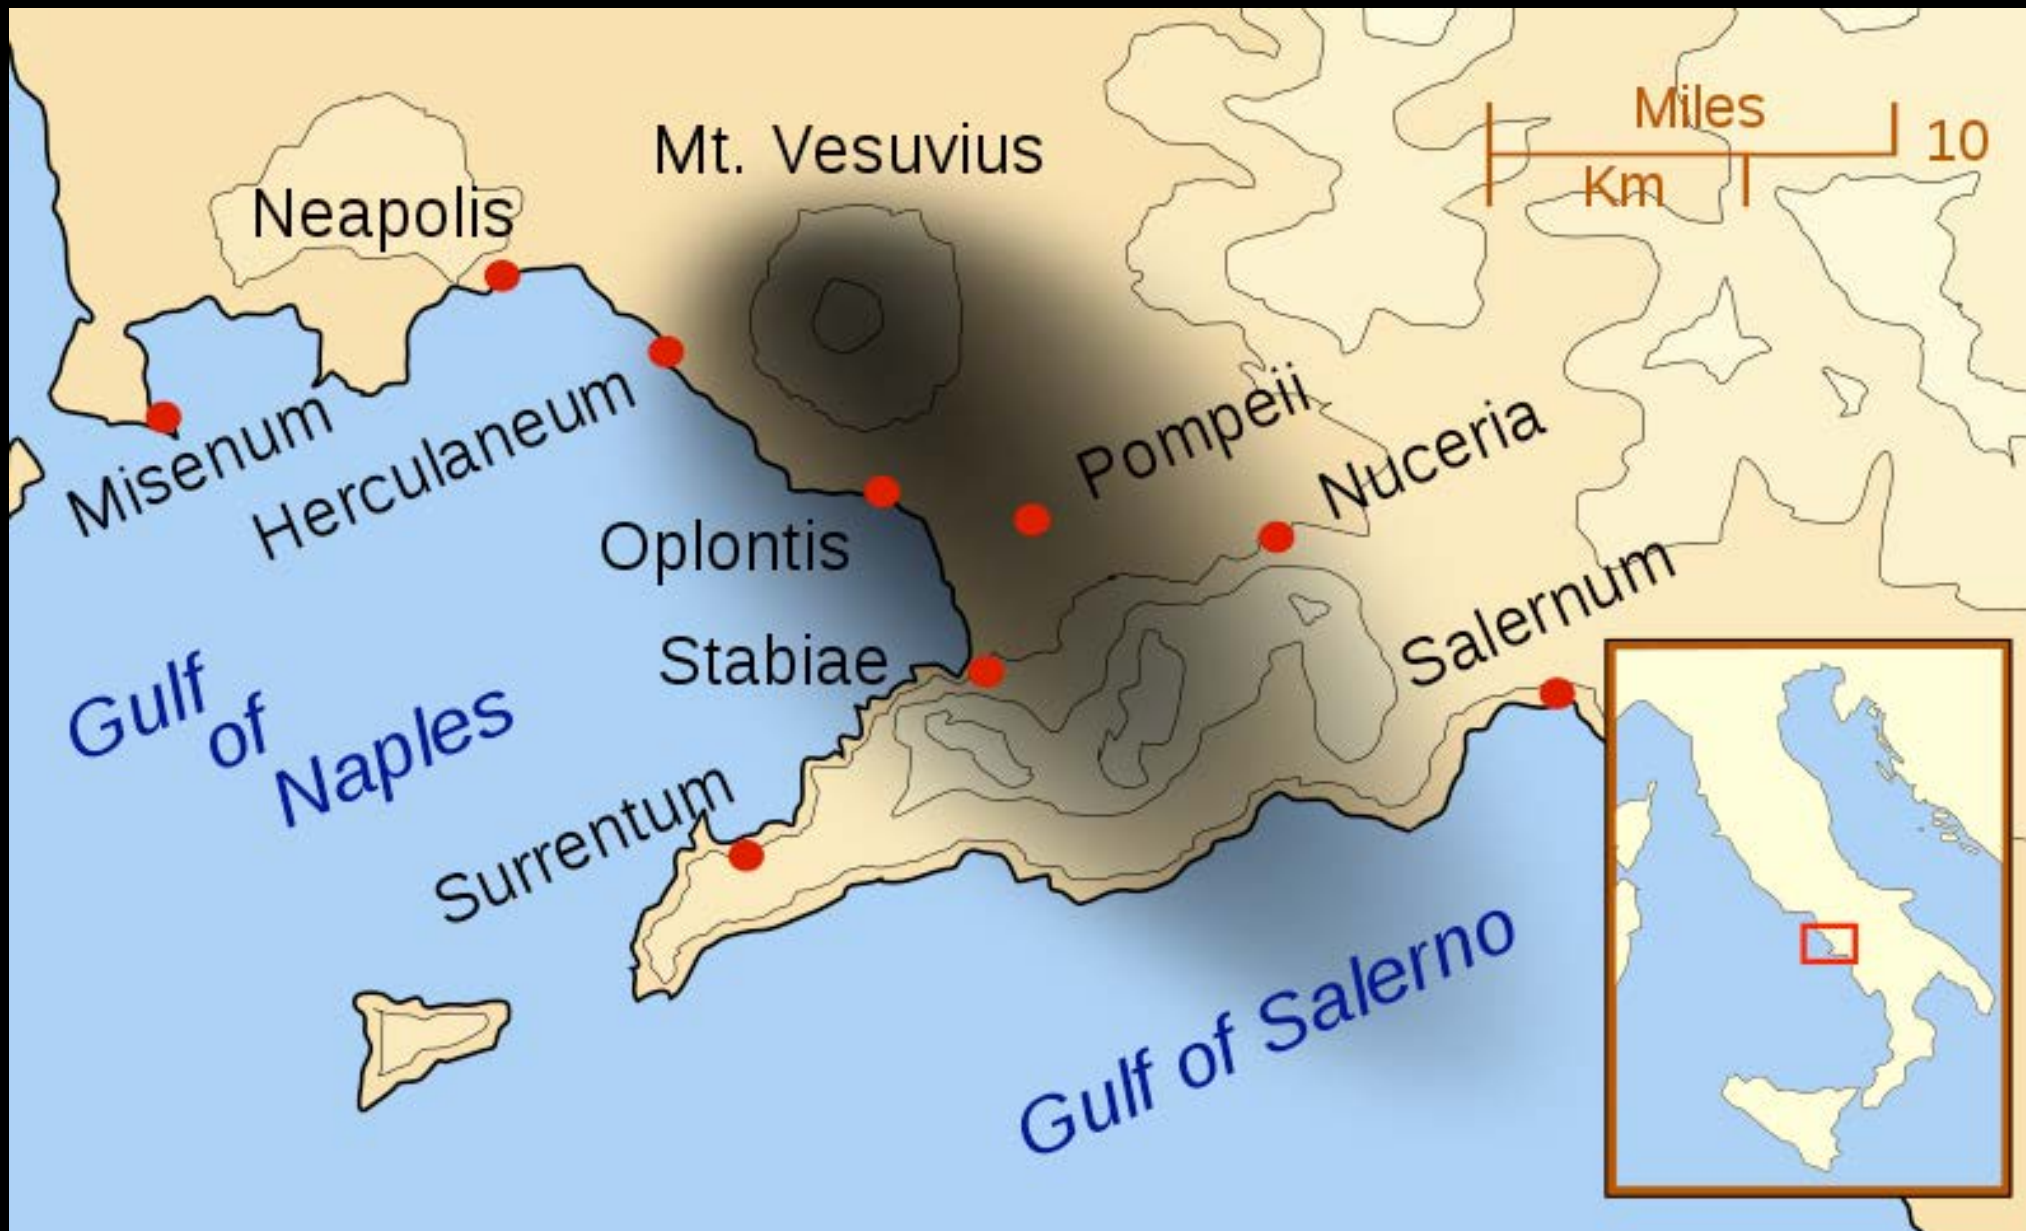 Miles
10
Km
Mt. Vesuvius
Neapolis
Misenum
Herculaneum
Pompeii
Nuceria
Oplontis
Stabiae
Salernum
Gulf
of
Naples
Surrentum
Gulf of Salerno